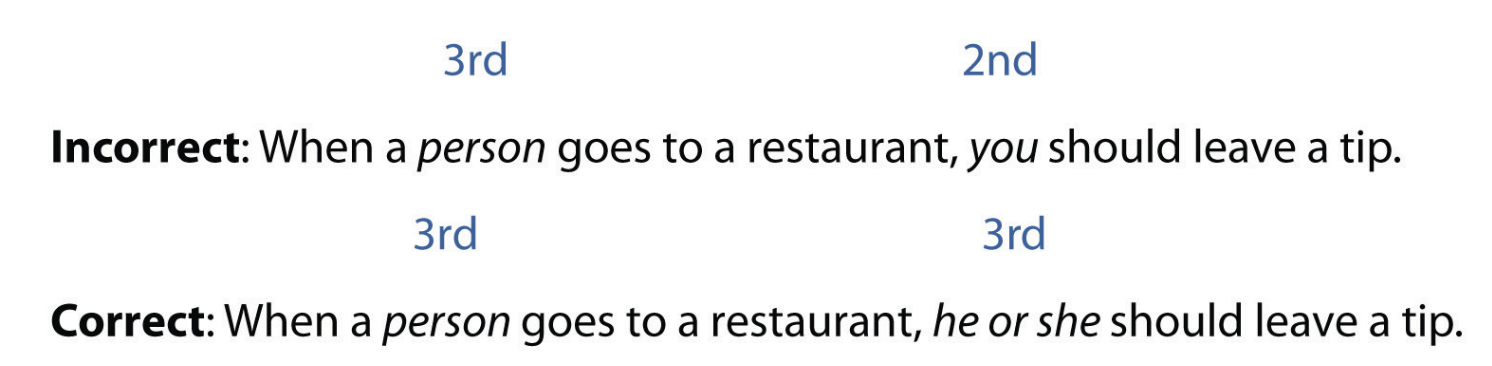 3rd 2nd
Incorrect: When a person goes to a restaurant, you should leave a tip.
3rd 3rd
Correct: When a person goes to a restaurant, he or she should leave a tip.